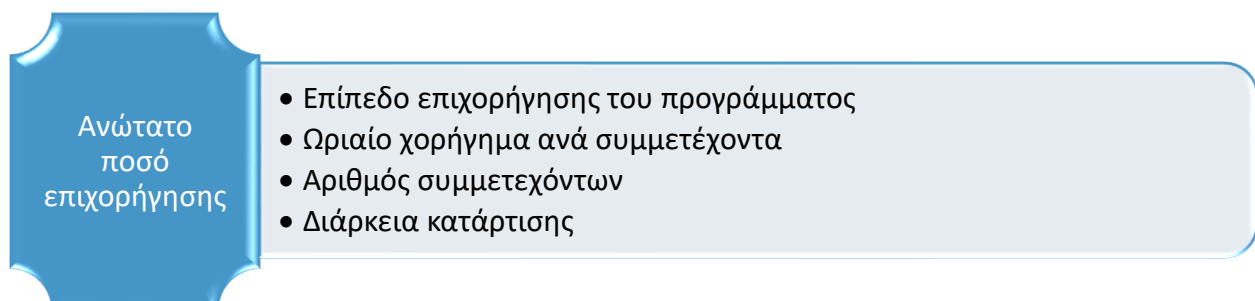 Ανώτατο
ποσό
επιχορήγησης
• Επίπεδο επιχορήγησης του προγράμματος
• Ωριαίο χορήγημα ανά συμμετέχοντα
• Αριθμός συμμετεχόντων
• Διάρκεια κατάρτισης